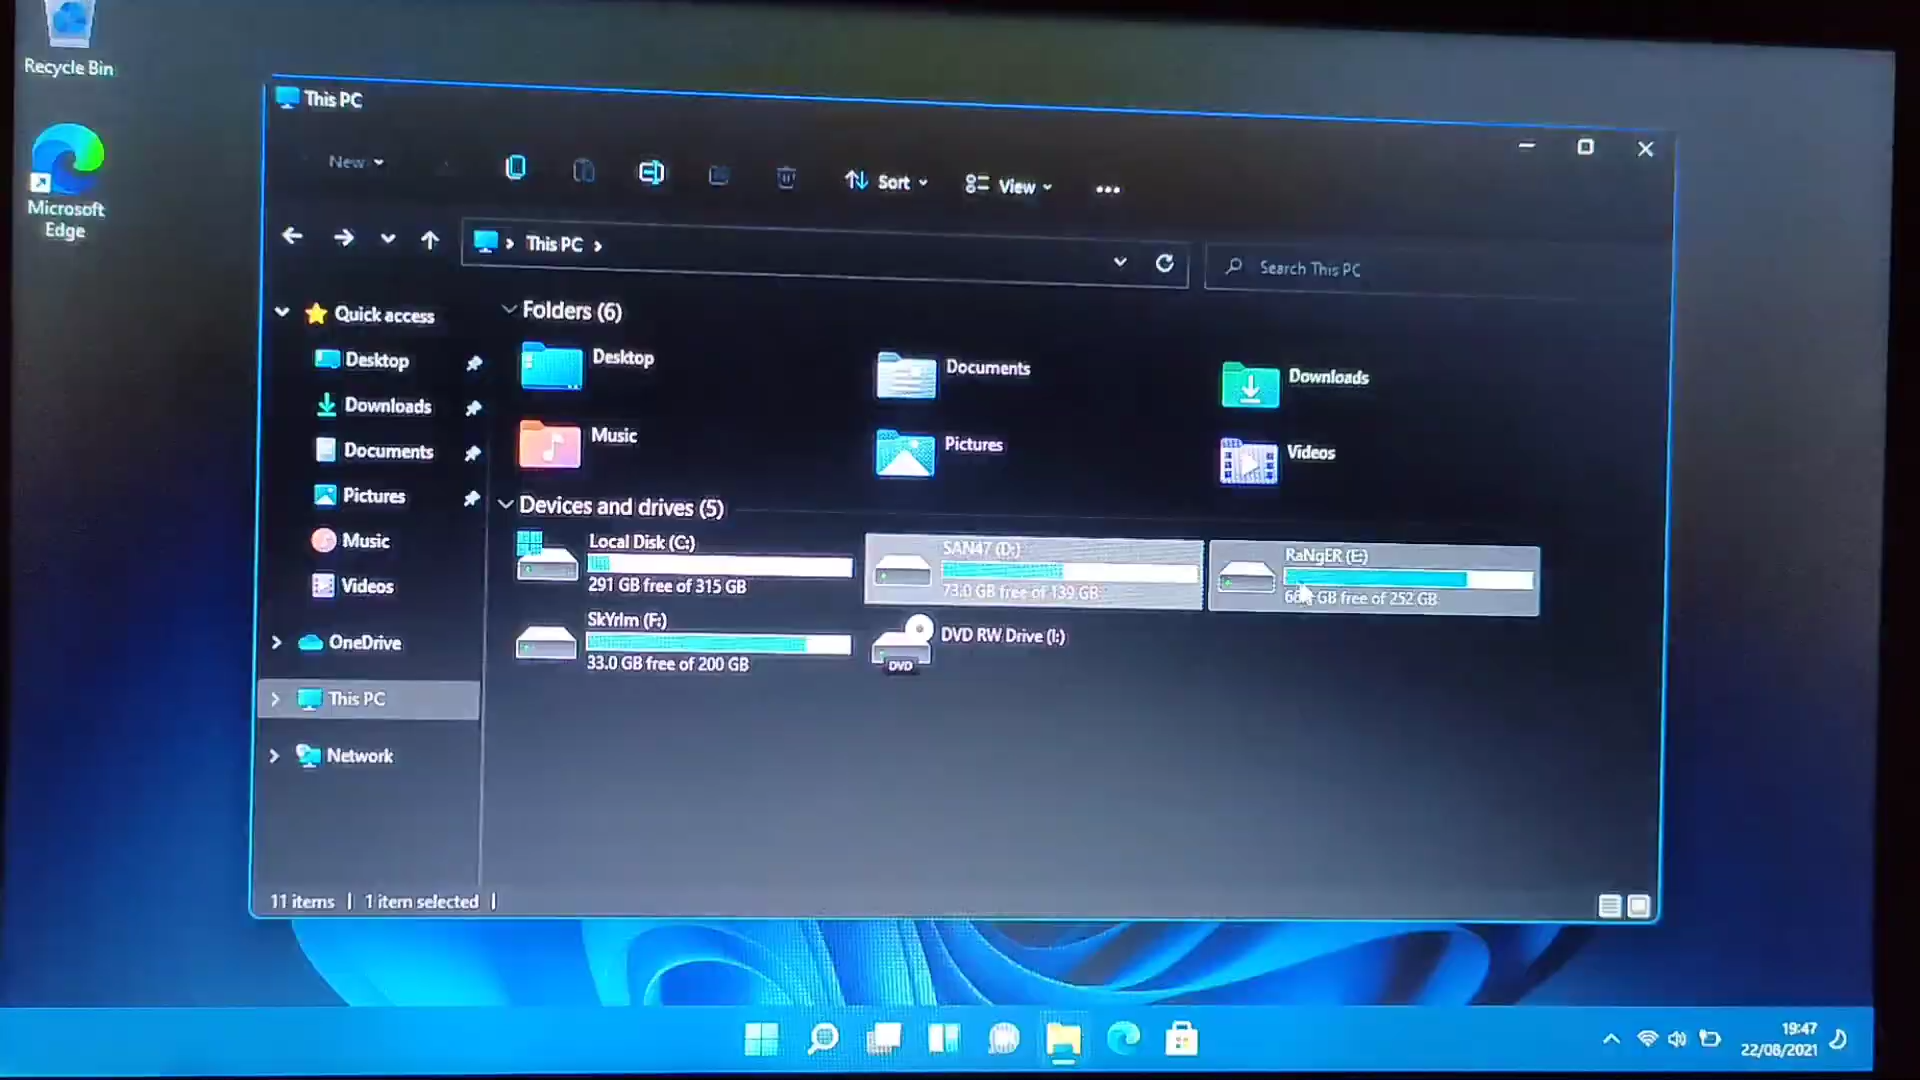 Recycle Bin
Microsoft
Edge
This PC
New
Sort
View
This PC
Search This PC
Quick access
Desktop
Downloads
Documents
Pictures
Music
Videos
OneDrive
This PC
Network
Folders (6)
Desktop
Documents
Downloads
Music
Pictures
Videos
Devices and drives (5)
Local Disk (C:)
291 GB free of 315 GB
SAN47 (D:)
73.0 GB free of 139 GB
RaNgER (E:)
GB free of 252 GB
SkYrIm (F:)
33.0 GB free of 200 GB
DVD RW Drive (I:)
DVD
11 items
1 item selected
19:47
22/08/2021